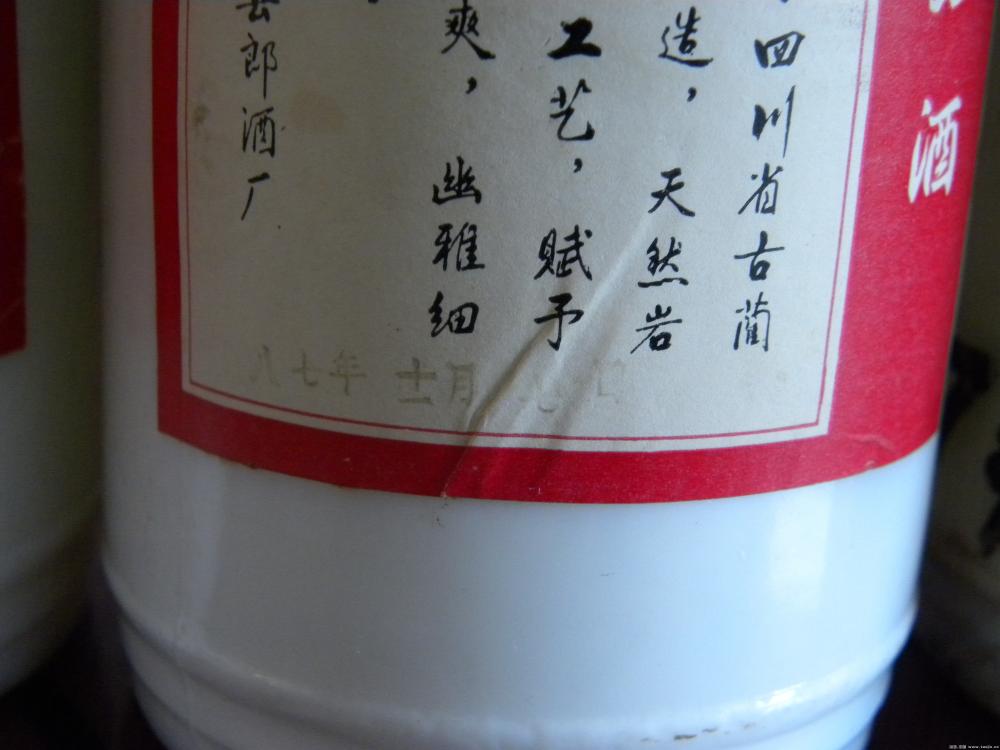 酒
四川省古蔺
造，天然岩
工艺，赋予
爽，幽雅细
郎酒厂
八七年 十二月